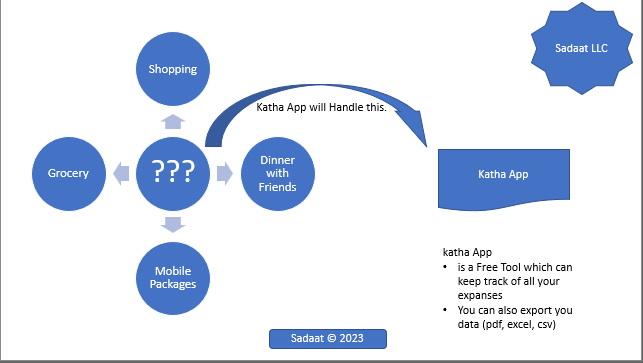 Shopping
Sadaat LLC
Katha App will Handle this.
Grocery
???
Dinner
with
Friends
Katha App
Mobile
Packages
katha App
• is a Free Tool which can
keep track of all your
expanses
• You can also export you
data (pdf, excel, csv)
Sadaat © 2023